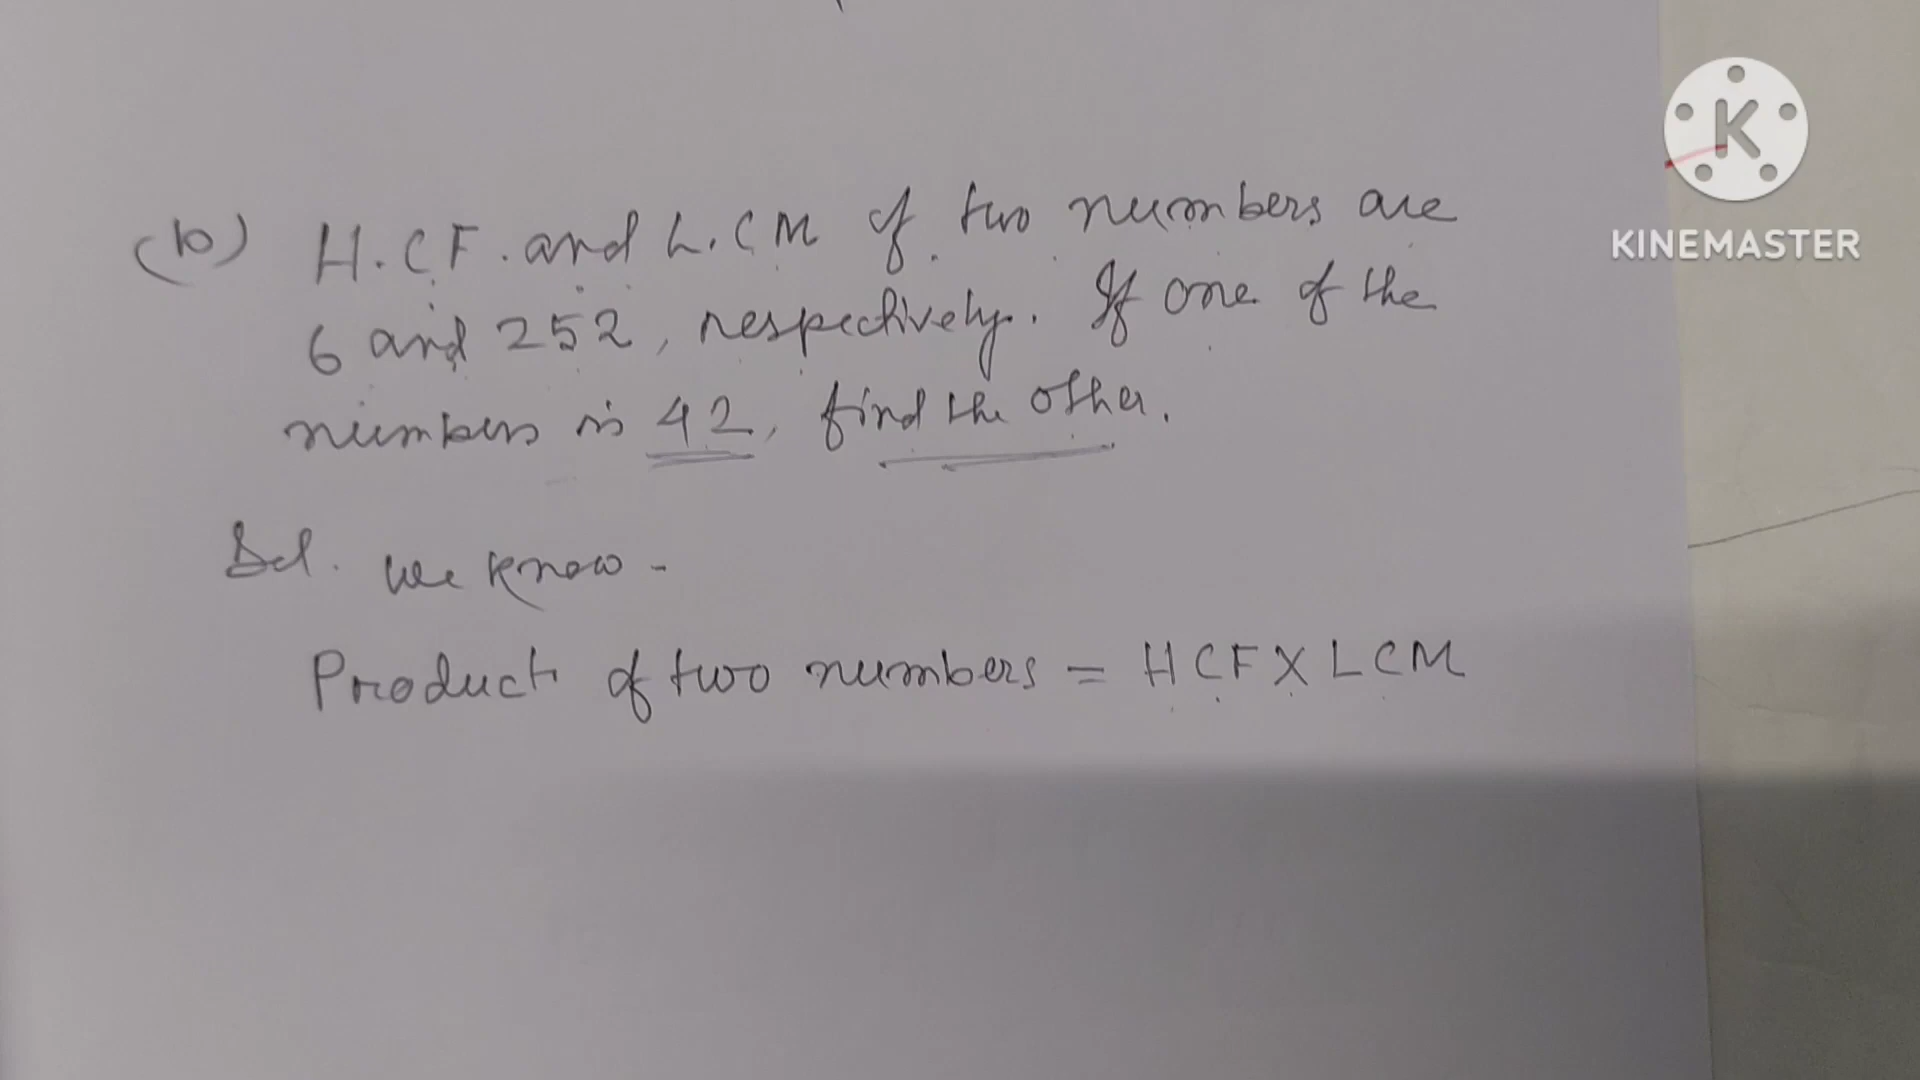 (b) H.C.F. and L.C.M of two numbers are
6 and 252, respectively. If one of the
numbers is 42, find the other.
Sol. we know -
Product of two numbers = HCF X LCM
K
KINEMASTER